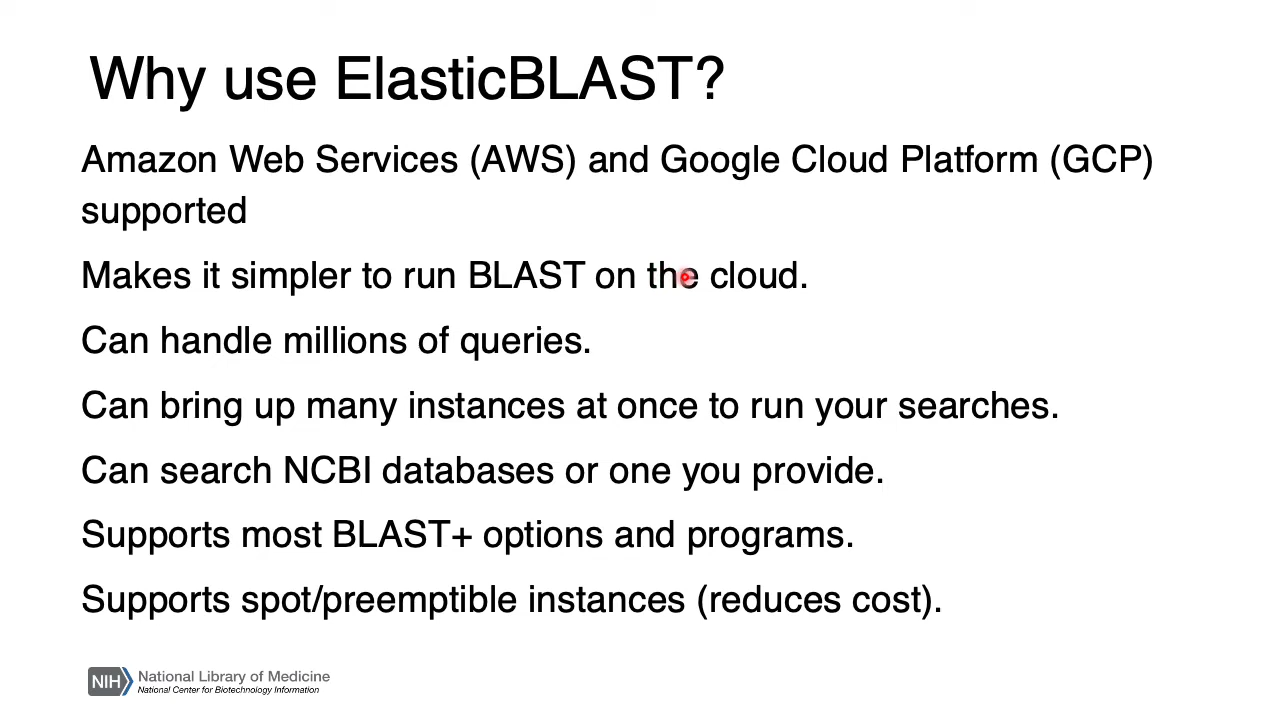 Why use ElasticBLAST?
Amazon Web Services (AWS) and Google Cloud Platform (GCP)
supported
Makes it simpler to run BLAST on the cloud.
Can handle millions of queries.
Can bring up many instances at once to run your searches.
Can search NCBI databases or one you provide.
Supports most BLAST+ options and programs.
Supports spot/preemptible instances (reduces cost).
NIH National Library of Medicine
National Center for Biotechnology Information